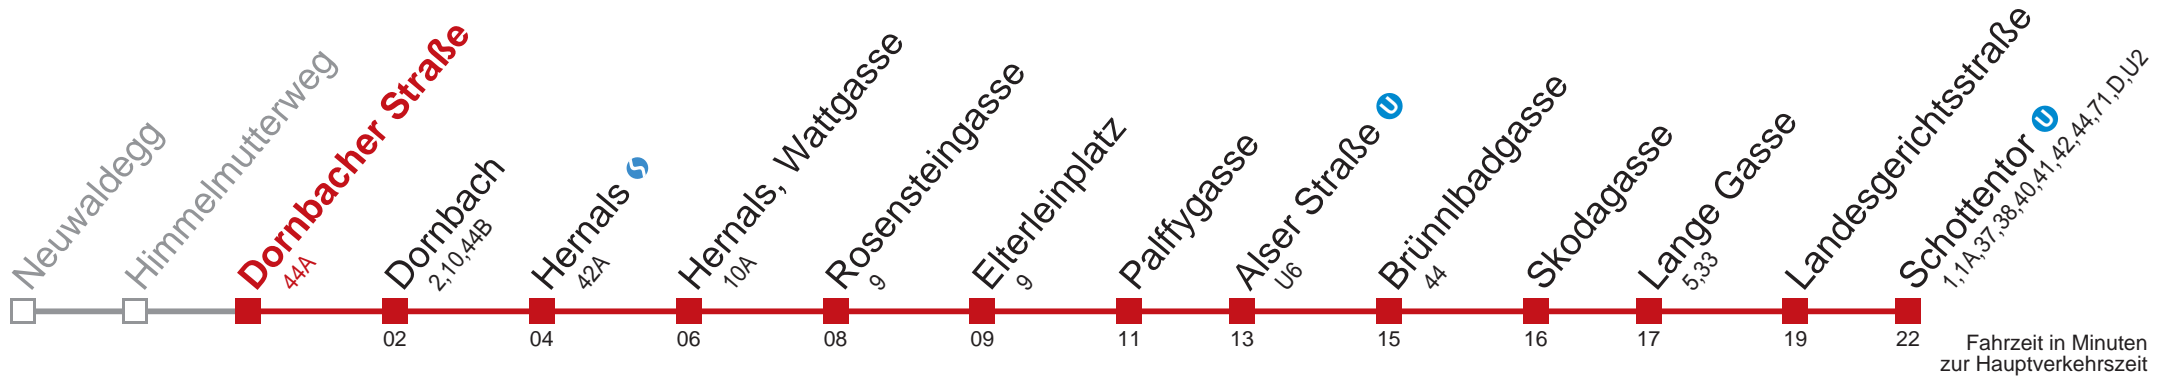 Neuwaldegg
Himmelmutterweg
Dornbacher Straße
44A
Dornbach
2,10,44B
02
Hernals
42A
04
Hernals, Wattgasse
10A
06
Rosensteingasse
9
08
Elterleinplatz
9
09
Palffygasse
11
Alser Straße U
U6
13
Brünnlbadgasse
44
15
Skodagasse
16
Lange Gasse
5,33
17
Landesgerichtsstraße
19
Schottentor U
1,1A,37,38,40,41,42,44,71,D,U2
22
Fahrzeit in Minuten
zur Hauptverkehrszeit